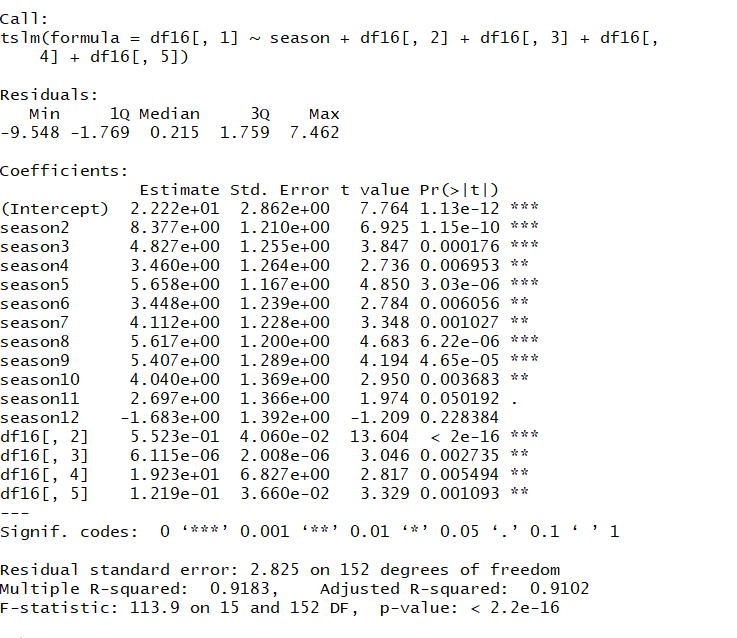 Call:
tslm(formula = df16[, 1] ~ season + df16[, 2] + df16[, 3] + df16[,
    4] + df16[, 5])
Residuals:
   Min     1Q Median     3Q    Max
-9.548 -1.769  0.215  1.759  7.462
Coefficients:
              Estimate Std. Error t value Pr(>|t|)
(Intercept)  2.222e+01  2.862e+00   7.764 1.13e-12 ***
season2      8.377e+00  1.210e+00   6.925 1.15e-10 ***
season3      4.827e+00  1.255e+00   3.847 0.000176 ***
season4      3.460e+00  1.264e+00   2.736 0.006953 **
season5      5.658e+00  1.167e+00   4.850 3.03e-06 ***
season6      3.448e+00  1.239e+00   2.784 0.006056 **
season7      4.112e+00  1.228e+00   3.348 0.001027 **
season8      5.617e+00  1.200e+00   4.683 6.22e-06 ***
season9      5.407e+00  1.289e+00   4.194 4.65e-05 ***
season10     4.040e+00  1.369e+00   2.950 0.003683 **
season11     2.697e+00  1.366e+00   1.974 0.050192 .
season12    -1.683e+00  1.392e+00  -1.209 0.228384
df16[, 2]    5.523e-01  4.060e-02  13.604  < 2e-16 ***
df16[, 3]    6.115e-06  2.008e-06   3.046 0.002735 **
df16[, 4]    1.923e+01  6.827e+00   2.817 0.005494 **
df16[, 5]    1.219e-01  3.660e-02   3.329 0.001093 **
---
Signif. codes:  0 ‘***’ 0.001 ‘**’ 0.01 ‘*’ 0.05 ‘.’ 0.1 ‘ ’ 1
Residual standard error: 2.825 on 152 degrees of freedom
Multiple R-squared:  0.9183,    Adjusted R-squared:  0.9102
F-statistic: 113.9 on 15 and 152 DF,  p-value: < 2.2e-16